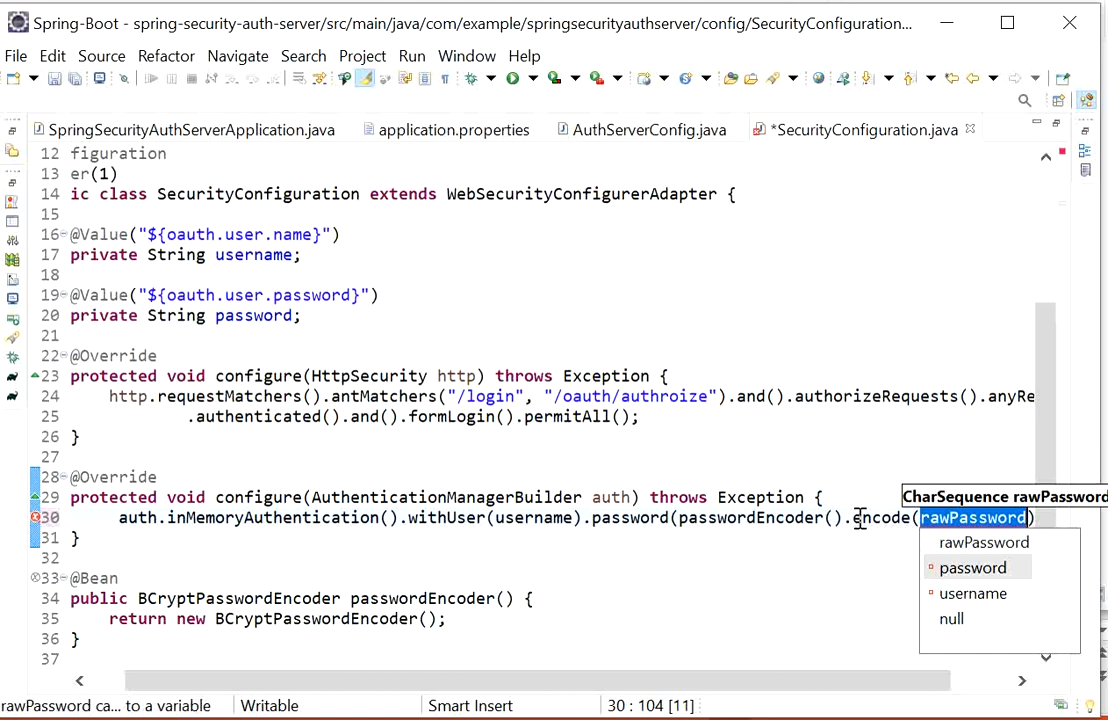 Spring-Boot - spring-security-auth-server/src/main/java/com/example/springsecurityauthserver/config/SecurityConfiguration...
File Edit Source Refactor Navigate Search Project Run Window Help
SpringSecurityAuthServerApplication.java application.properties AuthServerConfig.java *SecurityConfiguration.java
12 figuration
13 er(1)
14 ic class SecurityConfiguration extends WebSecurityConfigurerAdapter {
15
16 @Value("${oauth.user.name}")
17 private String username;
18
19 @Value("${oauth.user.password}")
20 private String password;
21
22 @Override
23 protected void configure(HttpSecurity http) throws Exception {
24 http.requestMatchers().antMatchers("/login", "/oauth/authroize").and().authorizeRequests().anyRe
25 .authenticated().and().formLogin().permitAll();
26 }
27
28 @Override
29 protected void configure(AuthenticationManagerBuilder auth) throws Exception {
CharSequence rawPassword
30 auth.inMemoryAuthentication().withUser(username).password(passwordEncoder().encode(rawPassword)
31 }
rawPassword
password
username
null
32
33 @Bean
34 public BCryptPasswordEncoder passwordEncoder() {
35 return new BCryptPasswordEncoder();
36 }
37
rawPassword ca... to a variable Writable Smart Insert 30 : 104 [11]